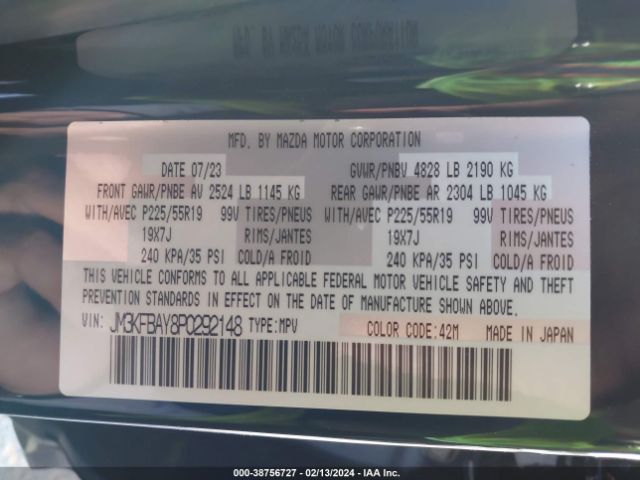 MFD. BY MAZDA MOTOR CORPORATION
DATE 07/23 GVWR/PNBV 4828 LB 2190 KG
FRONT GAWR/PNBE AV 2524 LB 1145 KG REAR GAWR/PNBE AR 2304 LB 1045 KG
WITH/AVEC P225/55R19 99V TIRES/PNEUS WITH/AVEC P225/55R19 99V TIRES/PNEUS
19X7J RIMS/JANTES 19X7J RIMS/JANTES
240 KPA/35 PSI COLD/A FROID 240 KPA/35 PSI COLD/A FROID
THIS VEHICLE CONFORMS TO ALL APPLICABLE FEDERAL MOTOR VEHICLE SAFETY AND THEFT
PREVENTION STANDARDS IN EFFECT ON THE DATE OF MANUFACTURE SHOWN ABOVE.
VIN: JM3KFBAY8P0292148 TYPE:MPV COLOR CODE:42M MADE IN JAPAN
000-38756727 - 02/13/2024 - IAA Inc.